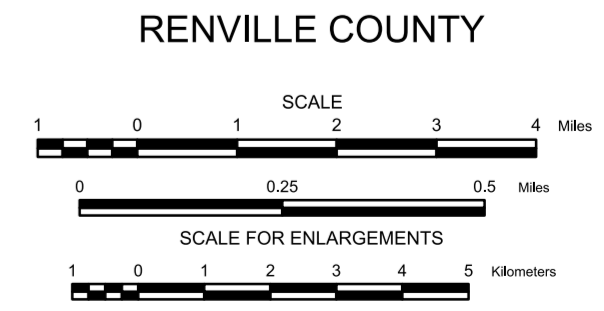 RENVILLE COUNTY
SCALE
1 0 1 2 3 4 Miles
0 0.25 0.5 Miles
SCALE FOR ENLARGEMENTS
1 0 1 2 3 4 5 Kilometers